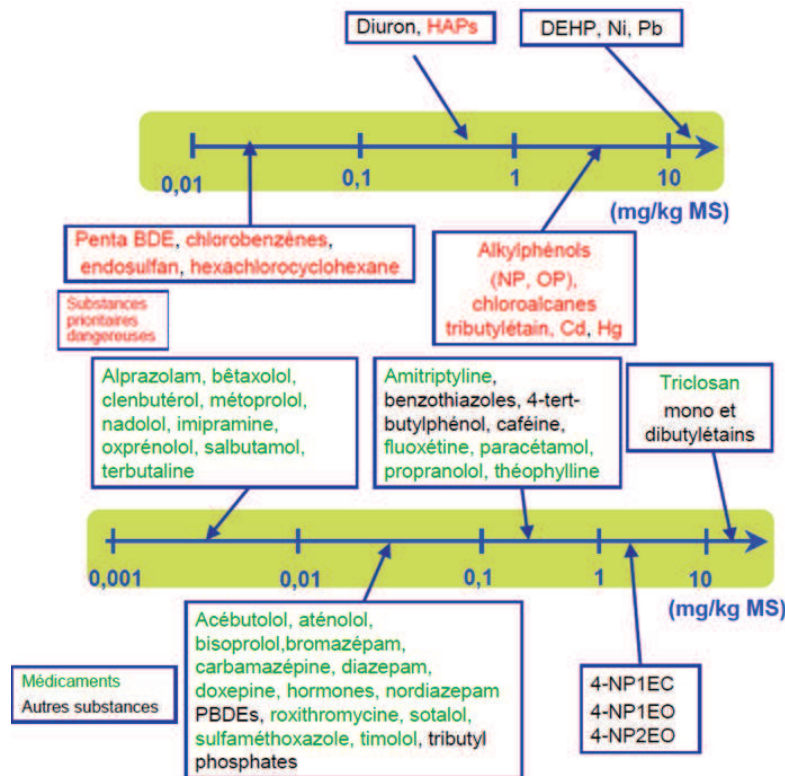 Diuron, HAPs
DEHP, Ni, Pb
0,01
0,1
1
10
(mg/kg MS)
Penta BDE, chlorobenzènes,
endosulfan, hexachlorocyclohexane
Alkylphénols
(NP, OP),
chloroalcanes
tributylétain, Cd, Hg
Substances
prioritaires
dangereuses
Alprazolam, bêtaxolol,
clenbutérol, métoprolol,
nadolol, imipramine,
oxprénolol, salbutamol,
terbutaline
Amitriptyline,
benzothiazoles, 4-tert-
butylphénol, caféine,
fluoxétine, paracétamol,
propranolol, théophylline
Triclosan
mono et
dibutylétains
0,001
0,01
0,1
1
10
(mg/kg MS)
Acébutolol, aténolol,
bisoprolol,bromazépam,
carbamazépine, diazepam,
doxepine, hormones, nordiazepam
PBDEs, roxithromycine, sotalol,
sulfaméthoxazole, timolol, tributyl
phosphates
4-NP1EC
4-NP1EO
4-NP2EO
Médicaments
Autres substances